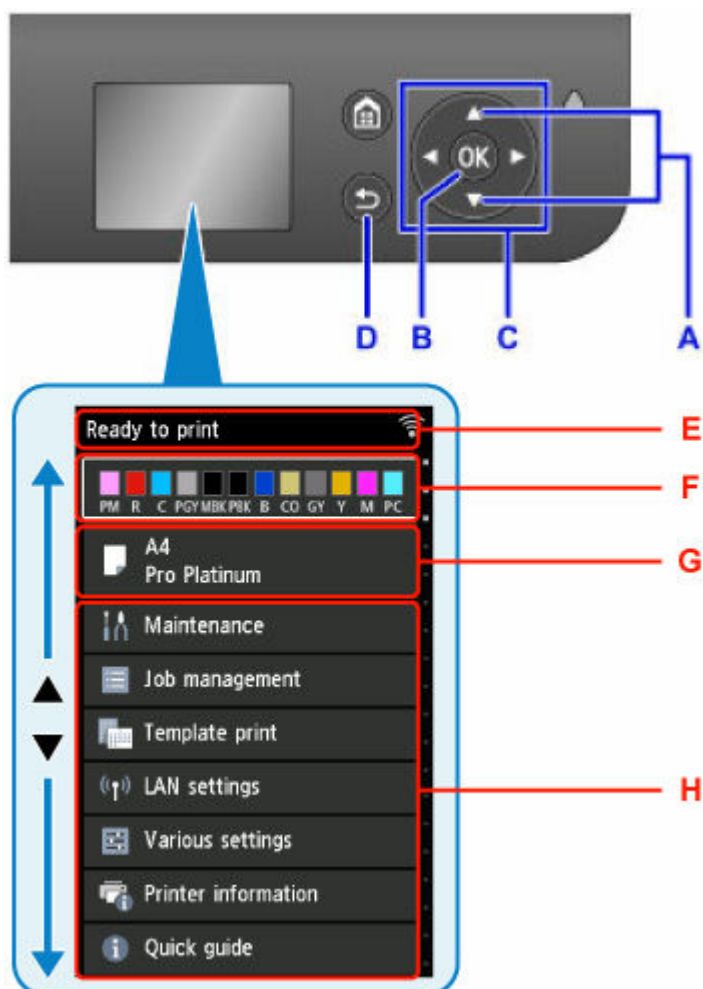 OK
D B C A
Ready to print E
F
PM R C PGY MBK PBK B CO GY Y M PC
A4
G
Pro Platinum
Maintenance
Job management
Template print
LAN settings H
Various settings
Printer information
Quick guide